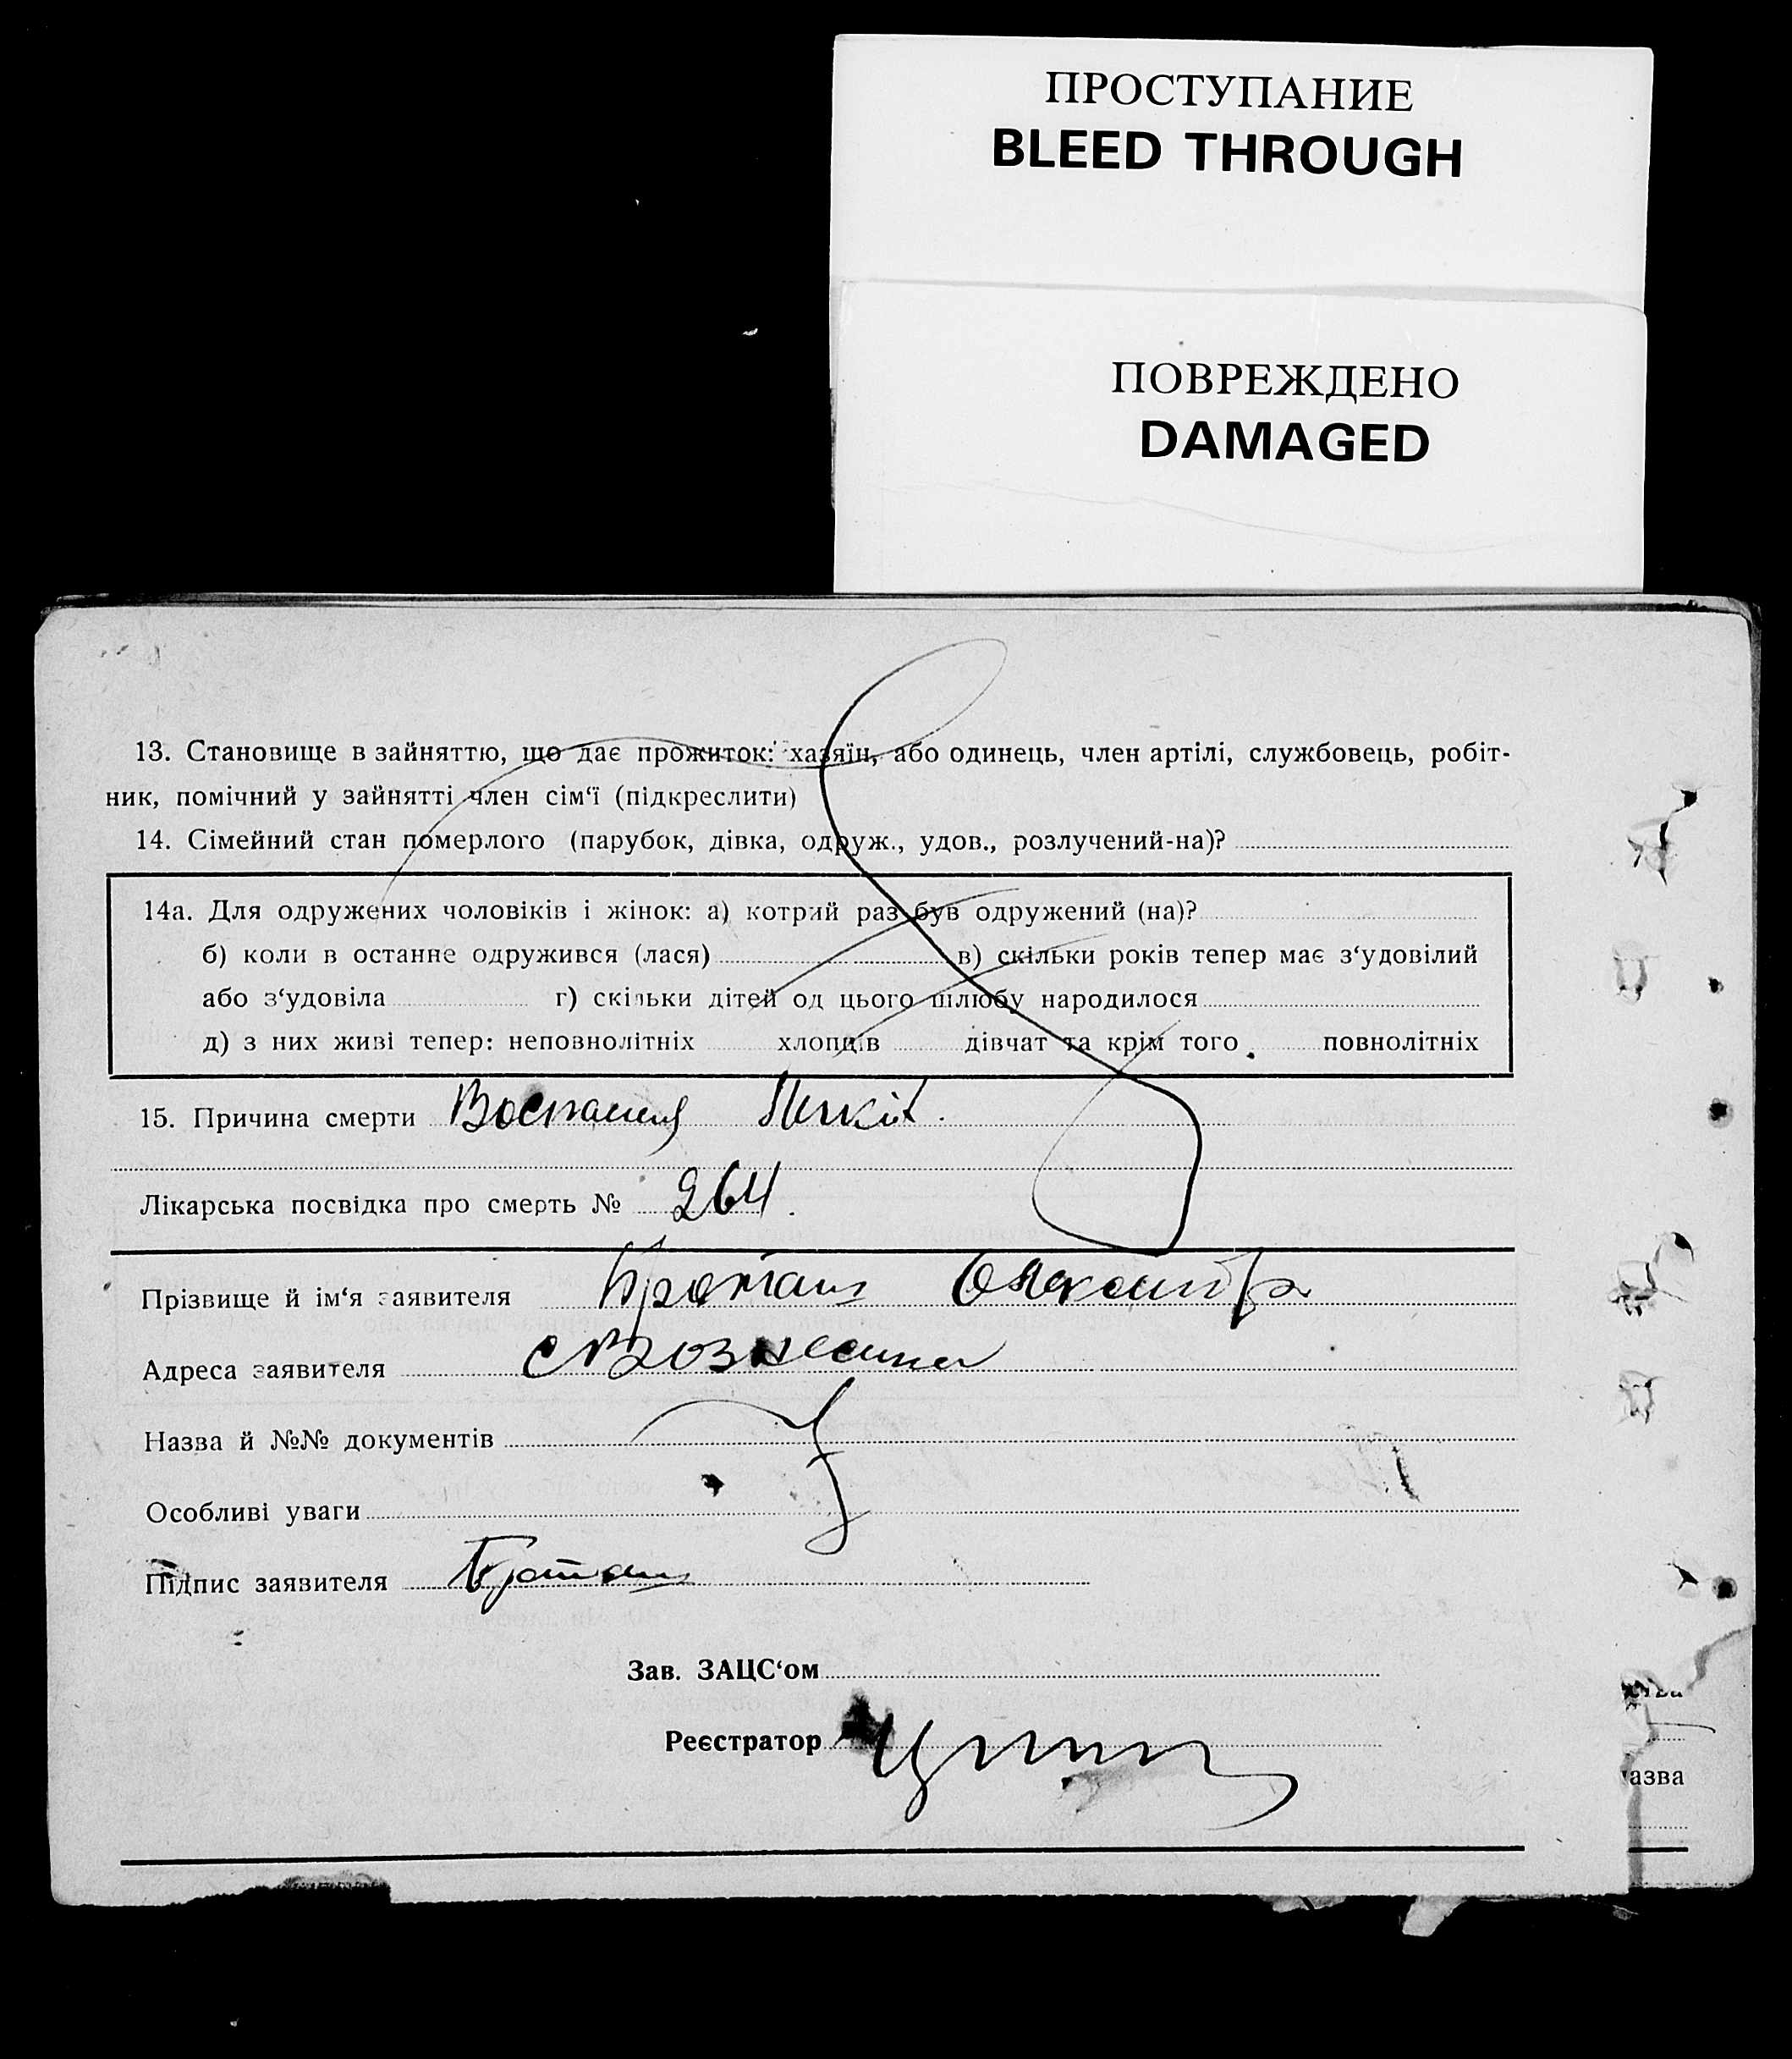 ПРОСТУПАНИЕ
BLEED THROUGH
ПОВРЕЖДЕНО
DAMAGED
13. Становище в зайняттю, що дає прожиток: хазяїн, або одинець, член артілі, службовець, робіт-
ник, помічний у зайнятті член сім‘ї (підкреслити)
14. Сімейний стан померлого (парубок, дівка, одруж., удов., розлучений-на)?
14а. Для одружених чоловіків і жінок: а) котрий раз був одружений (на)?
б) коли в останнє одружився (лася) в) скільки років тепер має з‘удовілий
або з‘удовіла г) скільки дітей од цього шлюбу народилося
д) з них живі тепер: неповнолітніх хлопців дівчат та крім того повнолітніх
15. Причина смерти
Лікарська посвідка про смерть № 264.
Прізвище й ім‘я заявителя Братан Олександр
Адреса заявителя
Назва й №№ документів
Особливі уваги
Підпис заявителя Братан
Зав. ЗАЦС‘ом
Реєстратор
азва